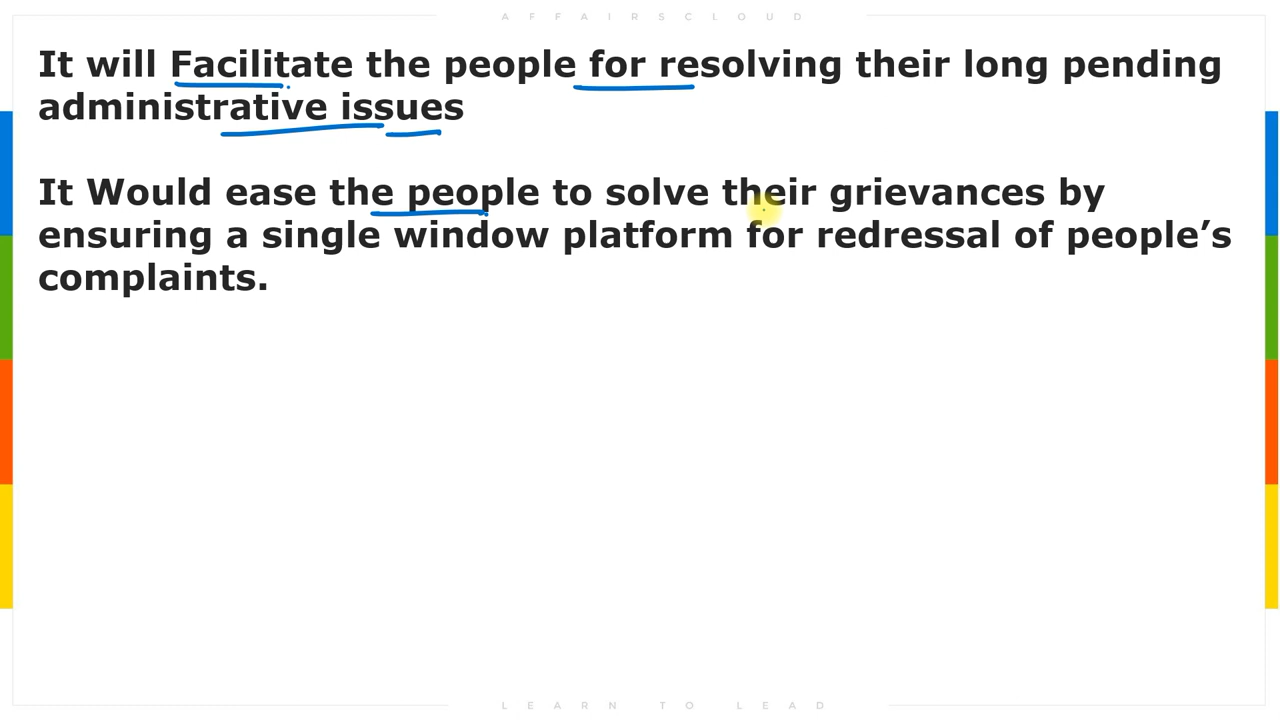 AFFAIRSCLOUD
It will Facilitate the people for resolving their long pending
administrative issues
It Would ease the people to solve their grievances by
ensuring a single window platform for redressal of people’s
complaints.
LEARN TO LEAD